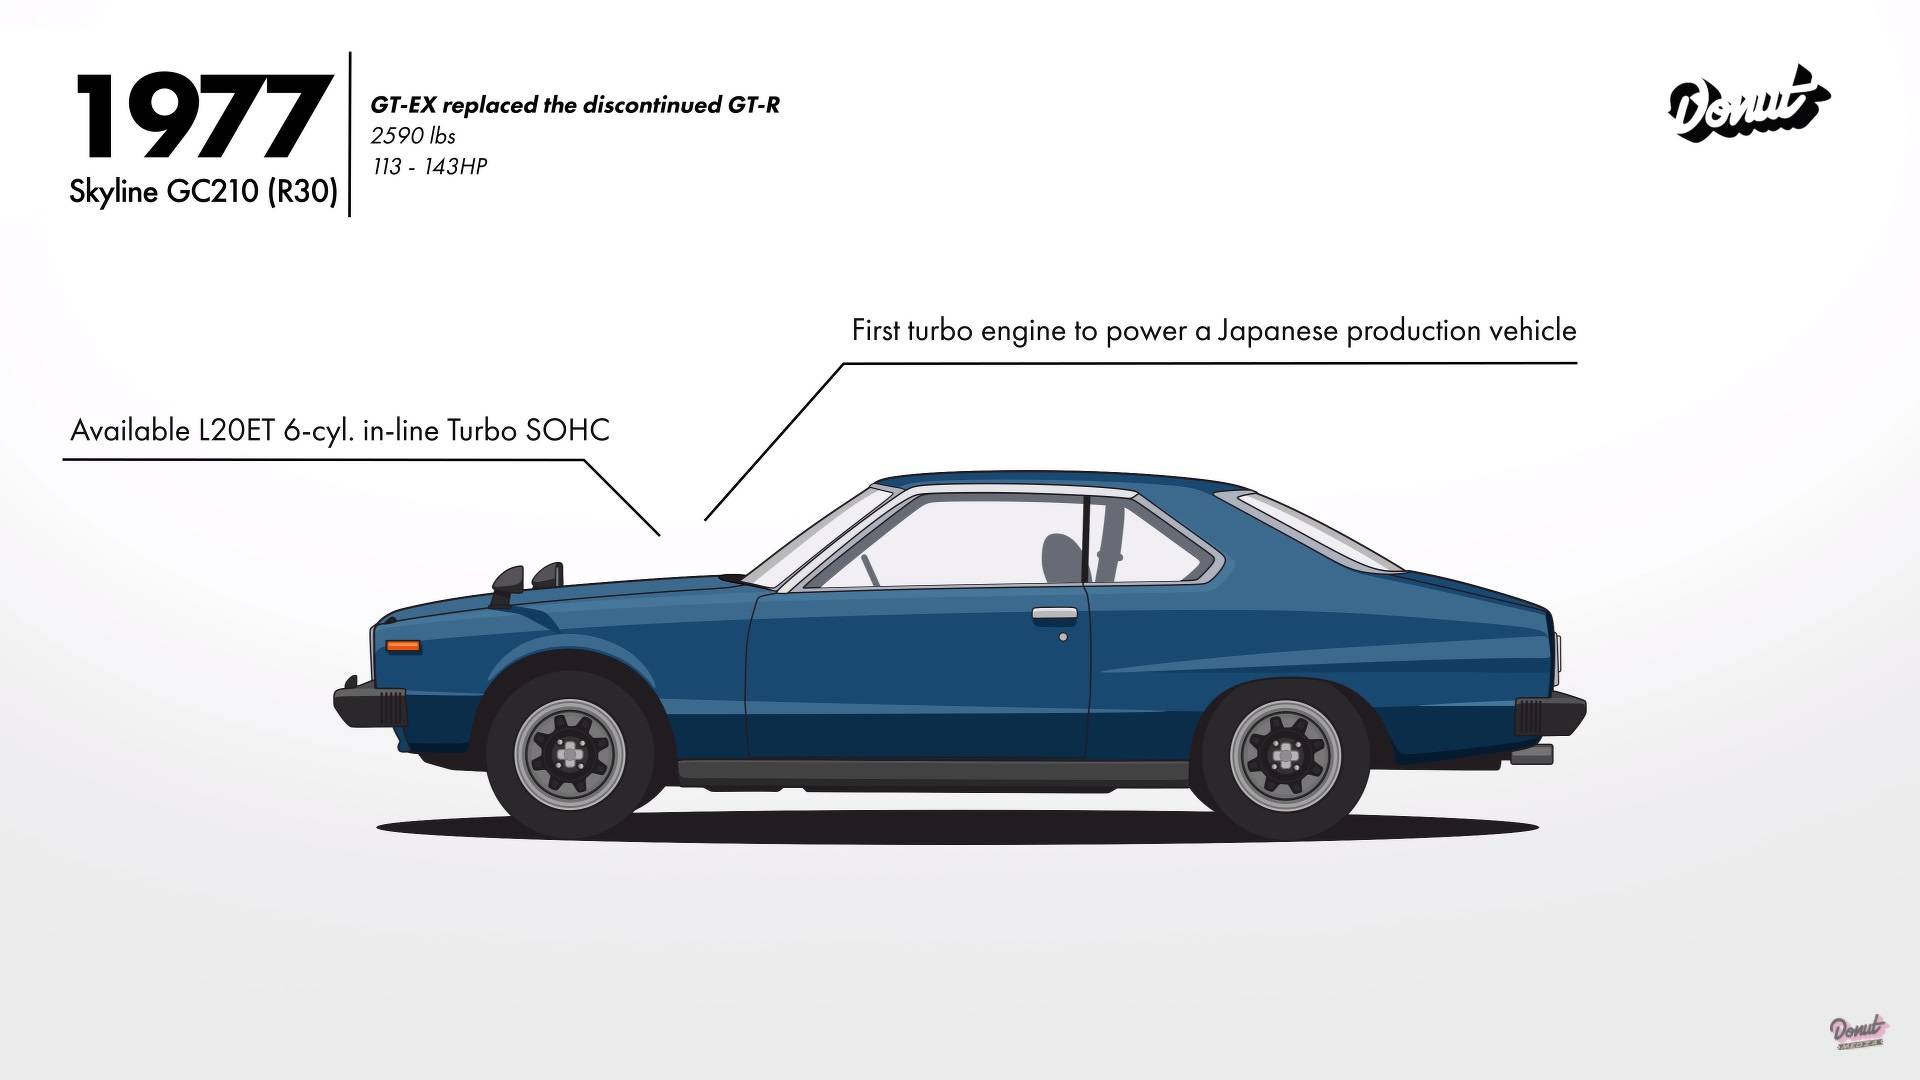 1977
Skyline GC210 (R30)
GT-EX replaced the discontinued GT-R
2590 lbs
113 - 143HP
Donut
First turbo engine to power a Japanese production vehicle
Available L20ET 6-cyl. in-line Turbo SOHC
Donut
MEDIA